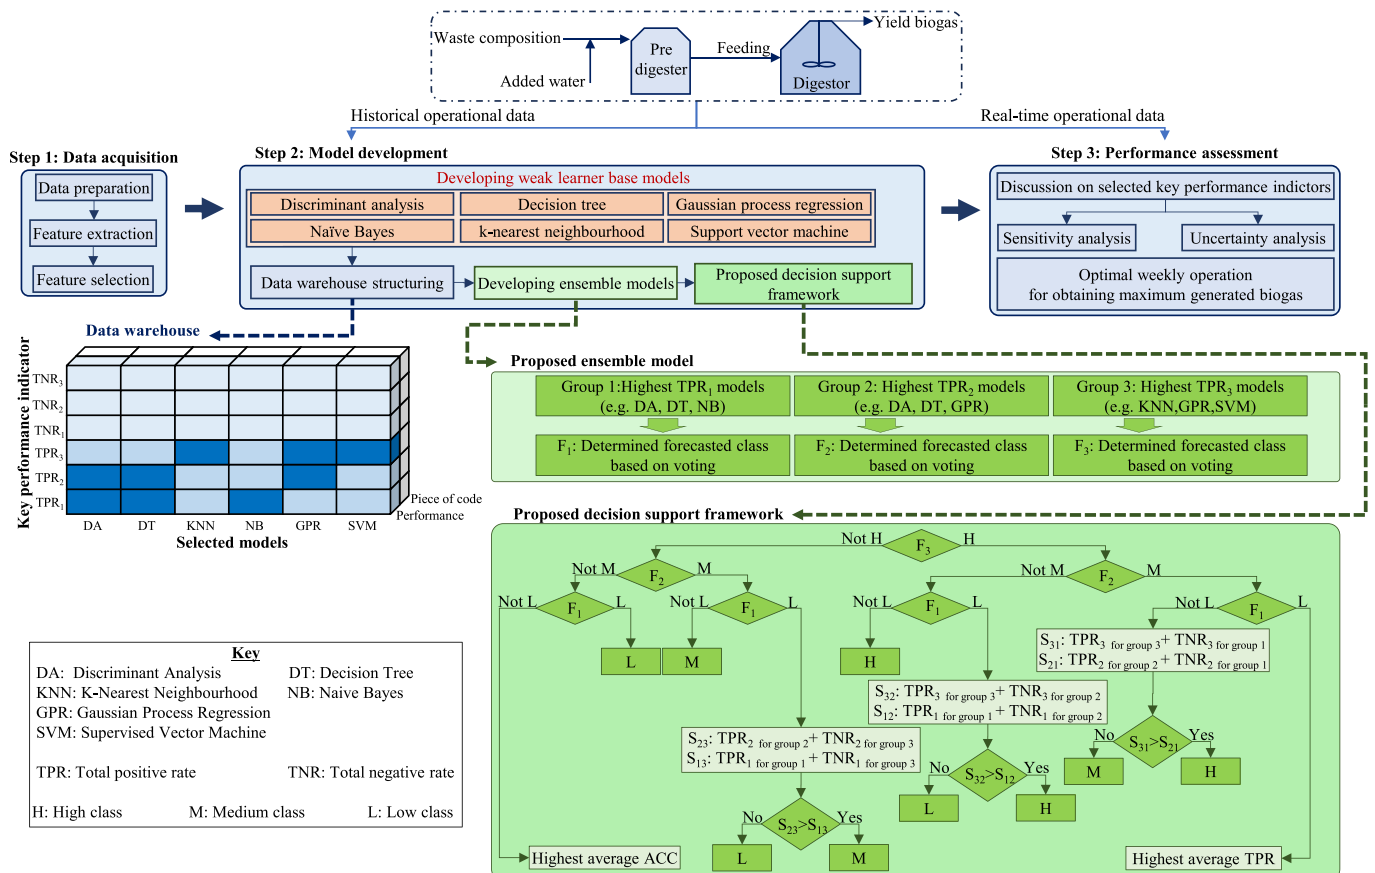 Yield biogas
Waste composition
Pre
digester
Feeding
Added water
Digestor
Historical operational data
Real-time operational data
Step 1: Data acquisition
Data preparation
Feature extraction
Feature selection
Step 2: Model development
Developing weak learner base models
Discriminant analysis
Decision tree
Gaussian process regression
Naïve Bayes
k-nearest neighbourhood
Support vector machine
Data warehouse structuring
Developing ensemble models
Proposed decision support
framework
Step 3: Performance assessment
Discussion on selected key performance indictors
Sensitivity analysis
Uncertainty analysis
Optimal weekly operation
for obtaining maximum generated biogas
Data warehouse
Key performance indicator
TNR3
TNR2
TNR1
TPR3
TPR2
TPR1
DA DT KNN NB GPR SVM
Selected models
Piece of code
Performance
Proposed ensemble model
Group 1:Highest TPR1 models
(e.g. DA, DT, NB)
Group 2: Highest TPR2 models
(e.g. DA, DT, GPR)
Group 3: Highest TPR3 models
(e.g. KNN,GPR,SVM)
F1: Determined forecasted class
based on voting
F2: Determined forecasted class
based on voting
F3: Determined forecasted class
based on voting
Proposed decision support framework
Not H F3 H
Not M F2 M
Not M F2 M
Not L F1 L
Not L F1 L
Not L F1 L
Not L F1 L
L
M
H
S31: TPR3 for group 3+ TNR3 for group 1
S21: TPR2 for group 2+ TNR2 for group 1
S32: TPR3 for group 3+ TNR3 for group 2
S12: TPR1 for group 1+ TNR1 for group 2
S23: TPR2 for group 2+ TNR2 for group 3
S13: TPR1 for group 1+ TNR1 for group 3
No S31>S21 Yes
M H
No S32>S12 Yes
L H
No S23>S13 Yes
L M
Highest average ACC
Highest average TPR
Key
DA: Discriminant Analysis DT: Decision Tree
KNN: K-Nearest Neighbourhood NB: Naive Bayes
GPR: Gaussian Process Regression
SVM: Supervised Vector Machine
TPR: Total positive rate TNR: Total negative rate
H: High class M: Medium class L: Low class